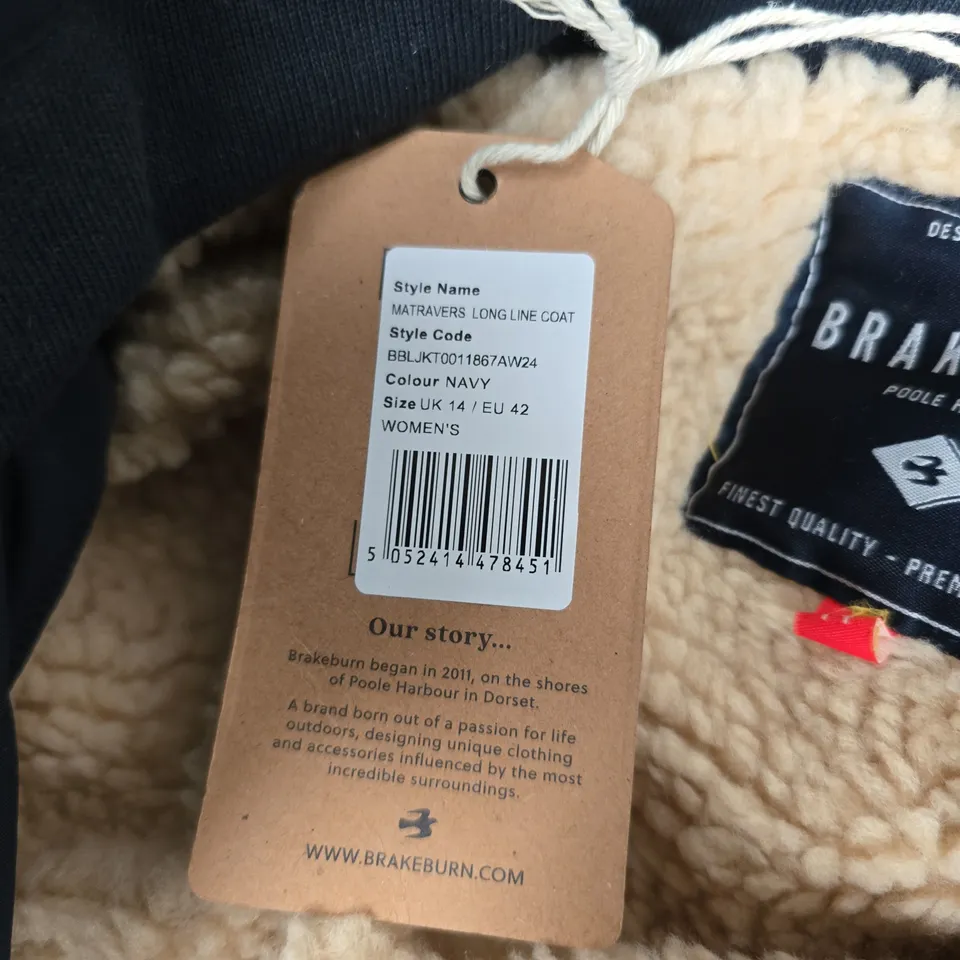 Style Name
MATRAVERS LONG LINE COAT
Style Code
BBLJKT0011867AW24
Colour NAVY
Size UK 14 / EU 42
WOMEN'S
5 052414 478451
Our story...
Brakeburn began in 2011, on the shores
of Poole Harbour in Dorset.
A brand born out of a passion for life
outdoors, designing unique clothing
and accessories influenced by the most
incredible surroundings.
WWW.BRAKEBURN.COM
POOLE
FINEST QUALITY -